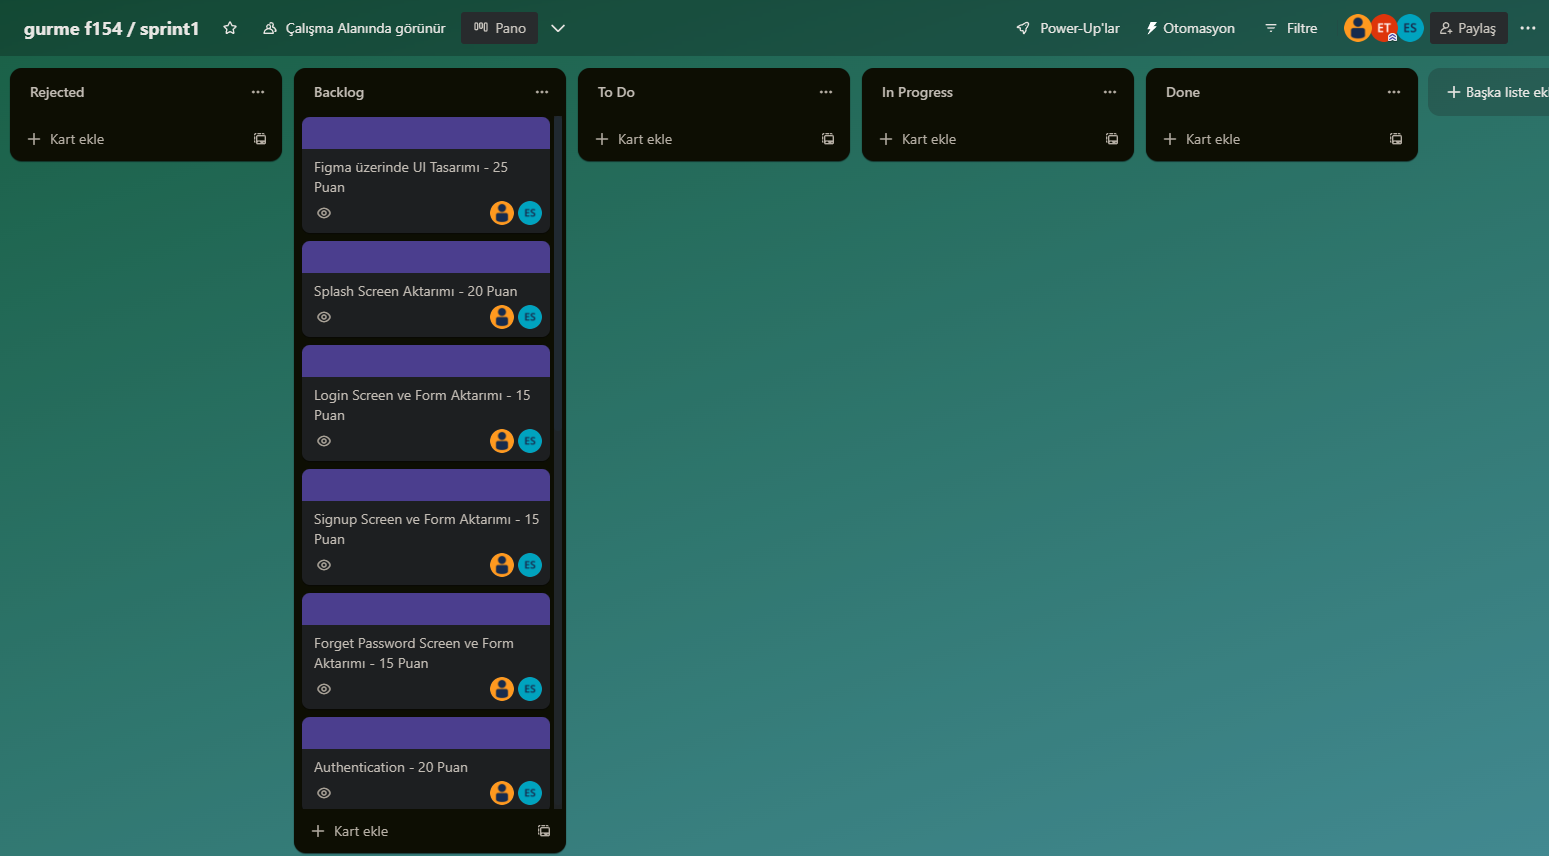 gurme f154 / sprint1
Çalışma Alanında görünür
Pano
Power-Up'lar
Otomasyon
Filtre
ET
ES
Paylaş
Rejected
Kart ekle
Backlog
Figma üzerinde UI Tasarımı - 25
Puan
ES
Splash Screen Aktarımı - 20 Puan
ES
Login Screen ve Form Aktarımı - 15
Puan
ES
Signup Screen ve Form Aktarımı - 15
Puan
ES
Forget Password Screen ve Form
Aktarımı - 15 Puan
ES
Authentication - 20 Puan
ES
Kart ekle
To Do
Kart ekle
In Progress
Kart ekle
Done
Kart ekle
Başka liste ekl